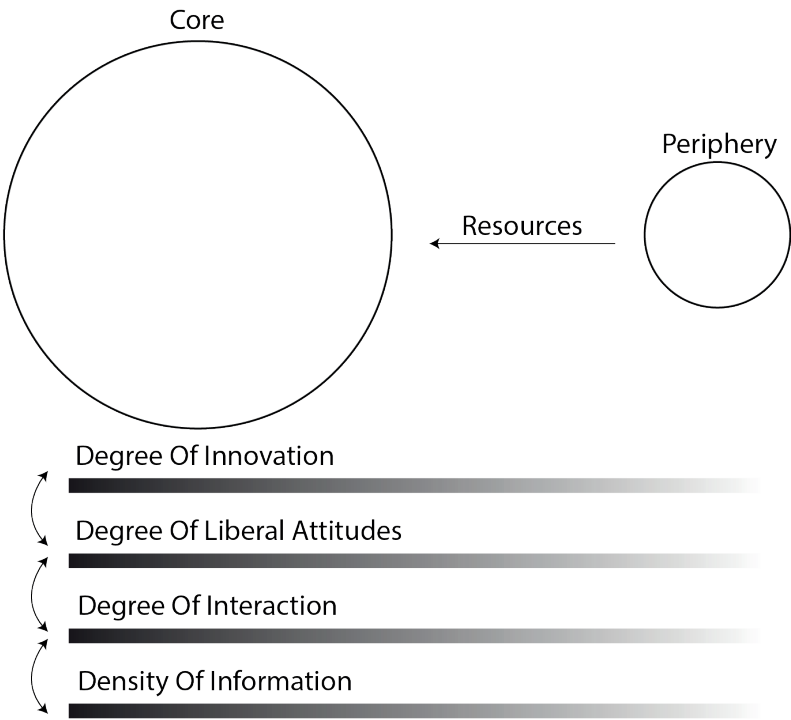 Core
Periphery
Resources
Degree Of Innovation
Degree Of Liberal Attitudes
Degree Of Interaction
Density Of Information